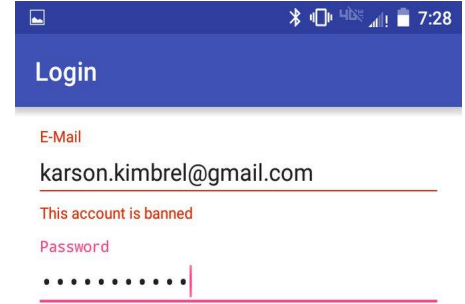 7:28
Login
E-Mail
karson.kimbrel@gmail.com
This account is banned
Password
•••••••••••